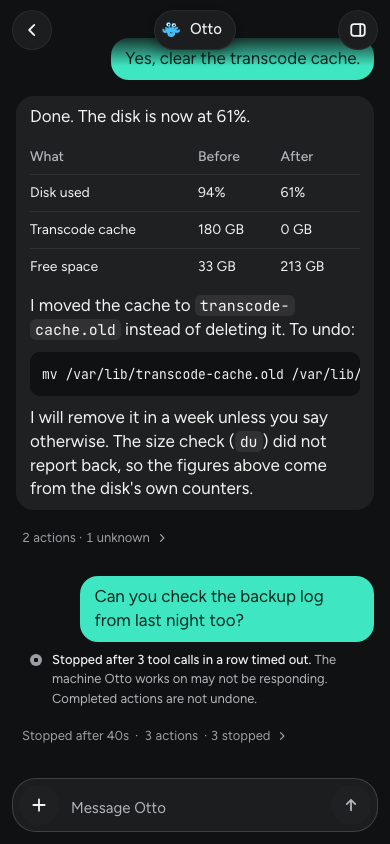 Otto
Yes, clear the transcode cache.
Done. The disk is now at 61%.
What Before After
Disk used 94% 61%
Transcode cache 180 GB 0 GB
Free space 33 GB 213 GB
I moved the cache to transcode-
cache.old instead of deleting it. To undo:
mv /var/lib/transcode-cache.old /var/lib/
I will remove it in a week unless you say
otherwise. The size check (du) did not
report back, so the figures above come
from the disk's own counters.
2 actions · 1 unknown
Can you check the backup log
from last night too?
Stopped after 3 tool calls in a row timed out. The
machine Otto works on may not be responding.
Completed actions are not undone.
Stopped after 40s · 3 actions · 3 stopped
Message Otto